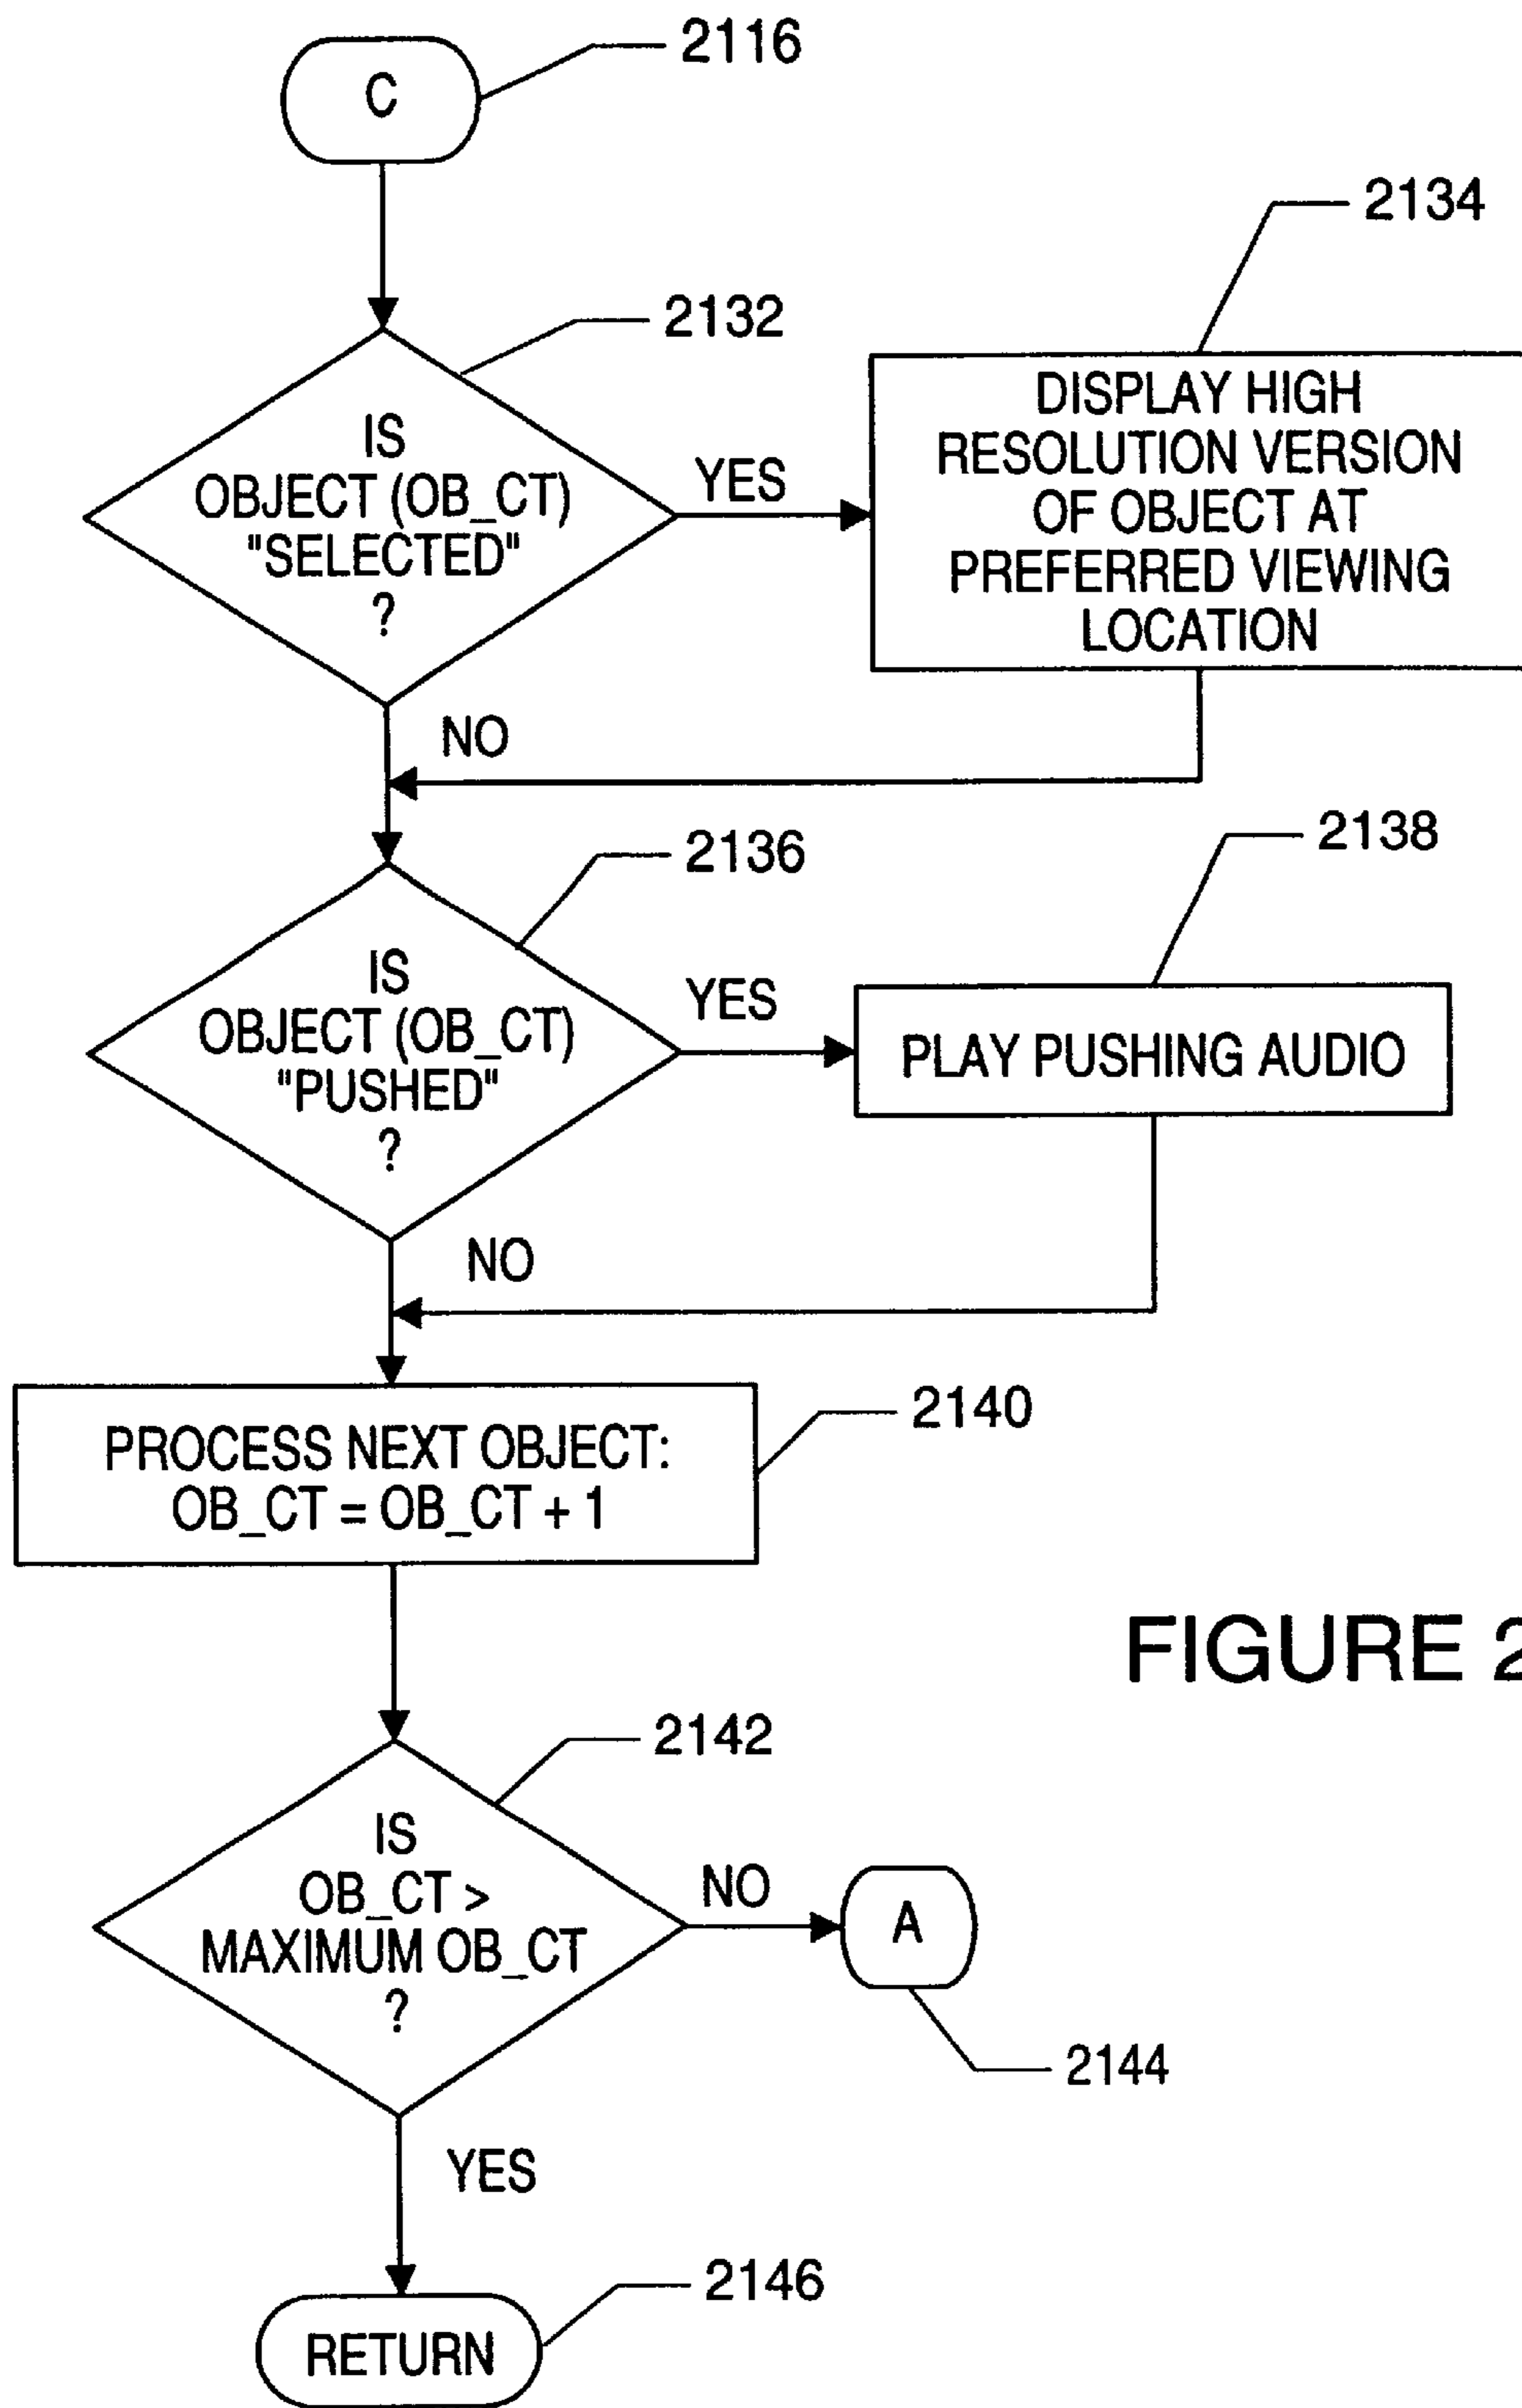 C
2116
2132
IS
OBJECT (OB_CT)
"SELECTED"
?
YES
2134
DISPLAY HIGH
RESOLUTION VERSION
OF OBJECT AT
PREFERRED VIEWING
LOCATION
NO
2136
IS
OBJECT (OB_CT)
"PUSHED"
?
YES
2138
PLAY PUSHING AUDIO
NO
2140
PROCESS NEXT OBJECT:
OB_CT = OB_CT + 1
FIGURE 2
2142
IS
OB_CT >
MAXIMUM OB_CT
?
NO
A
2144
YES
2146
RETURN